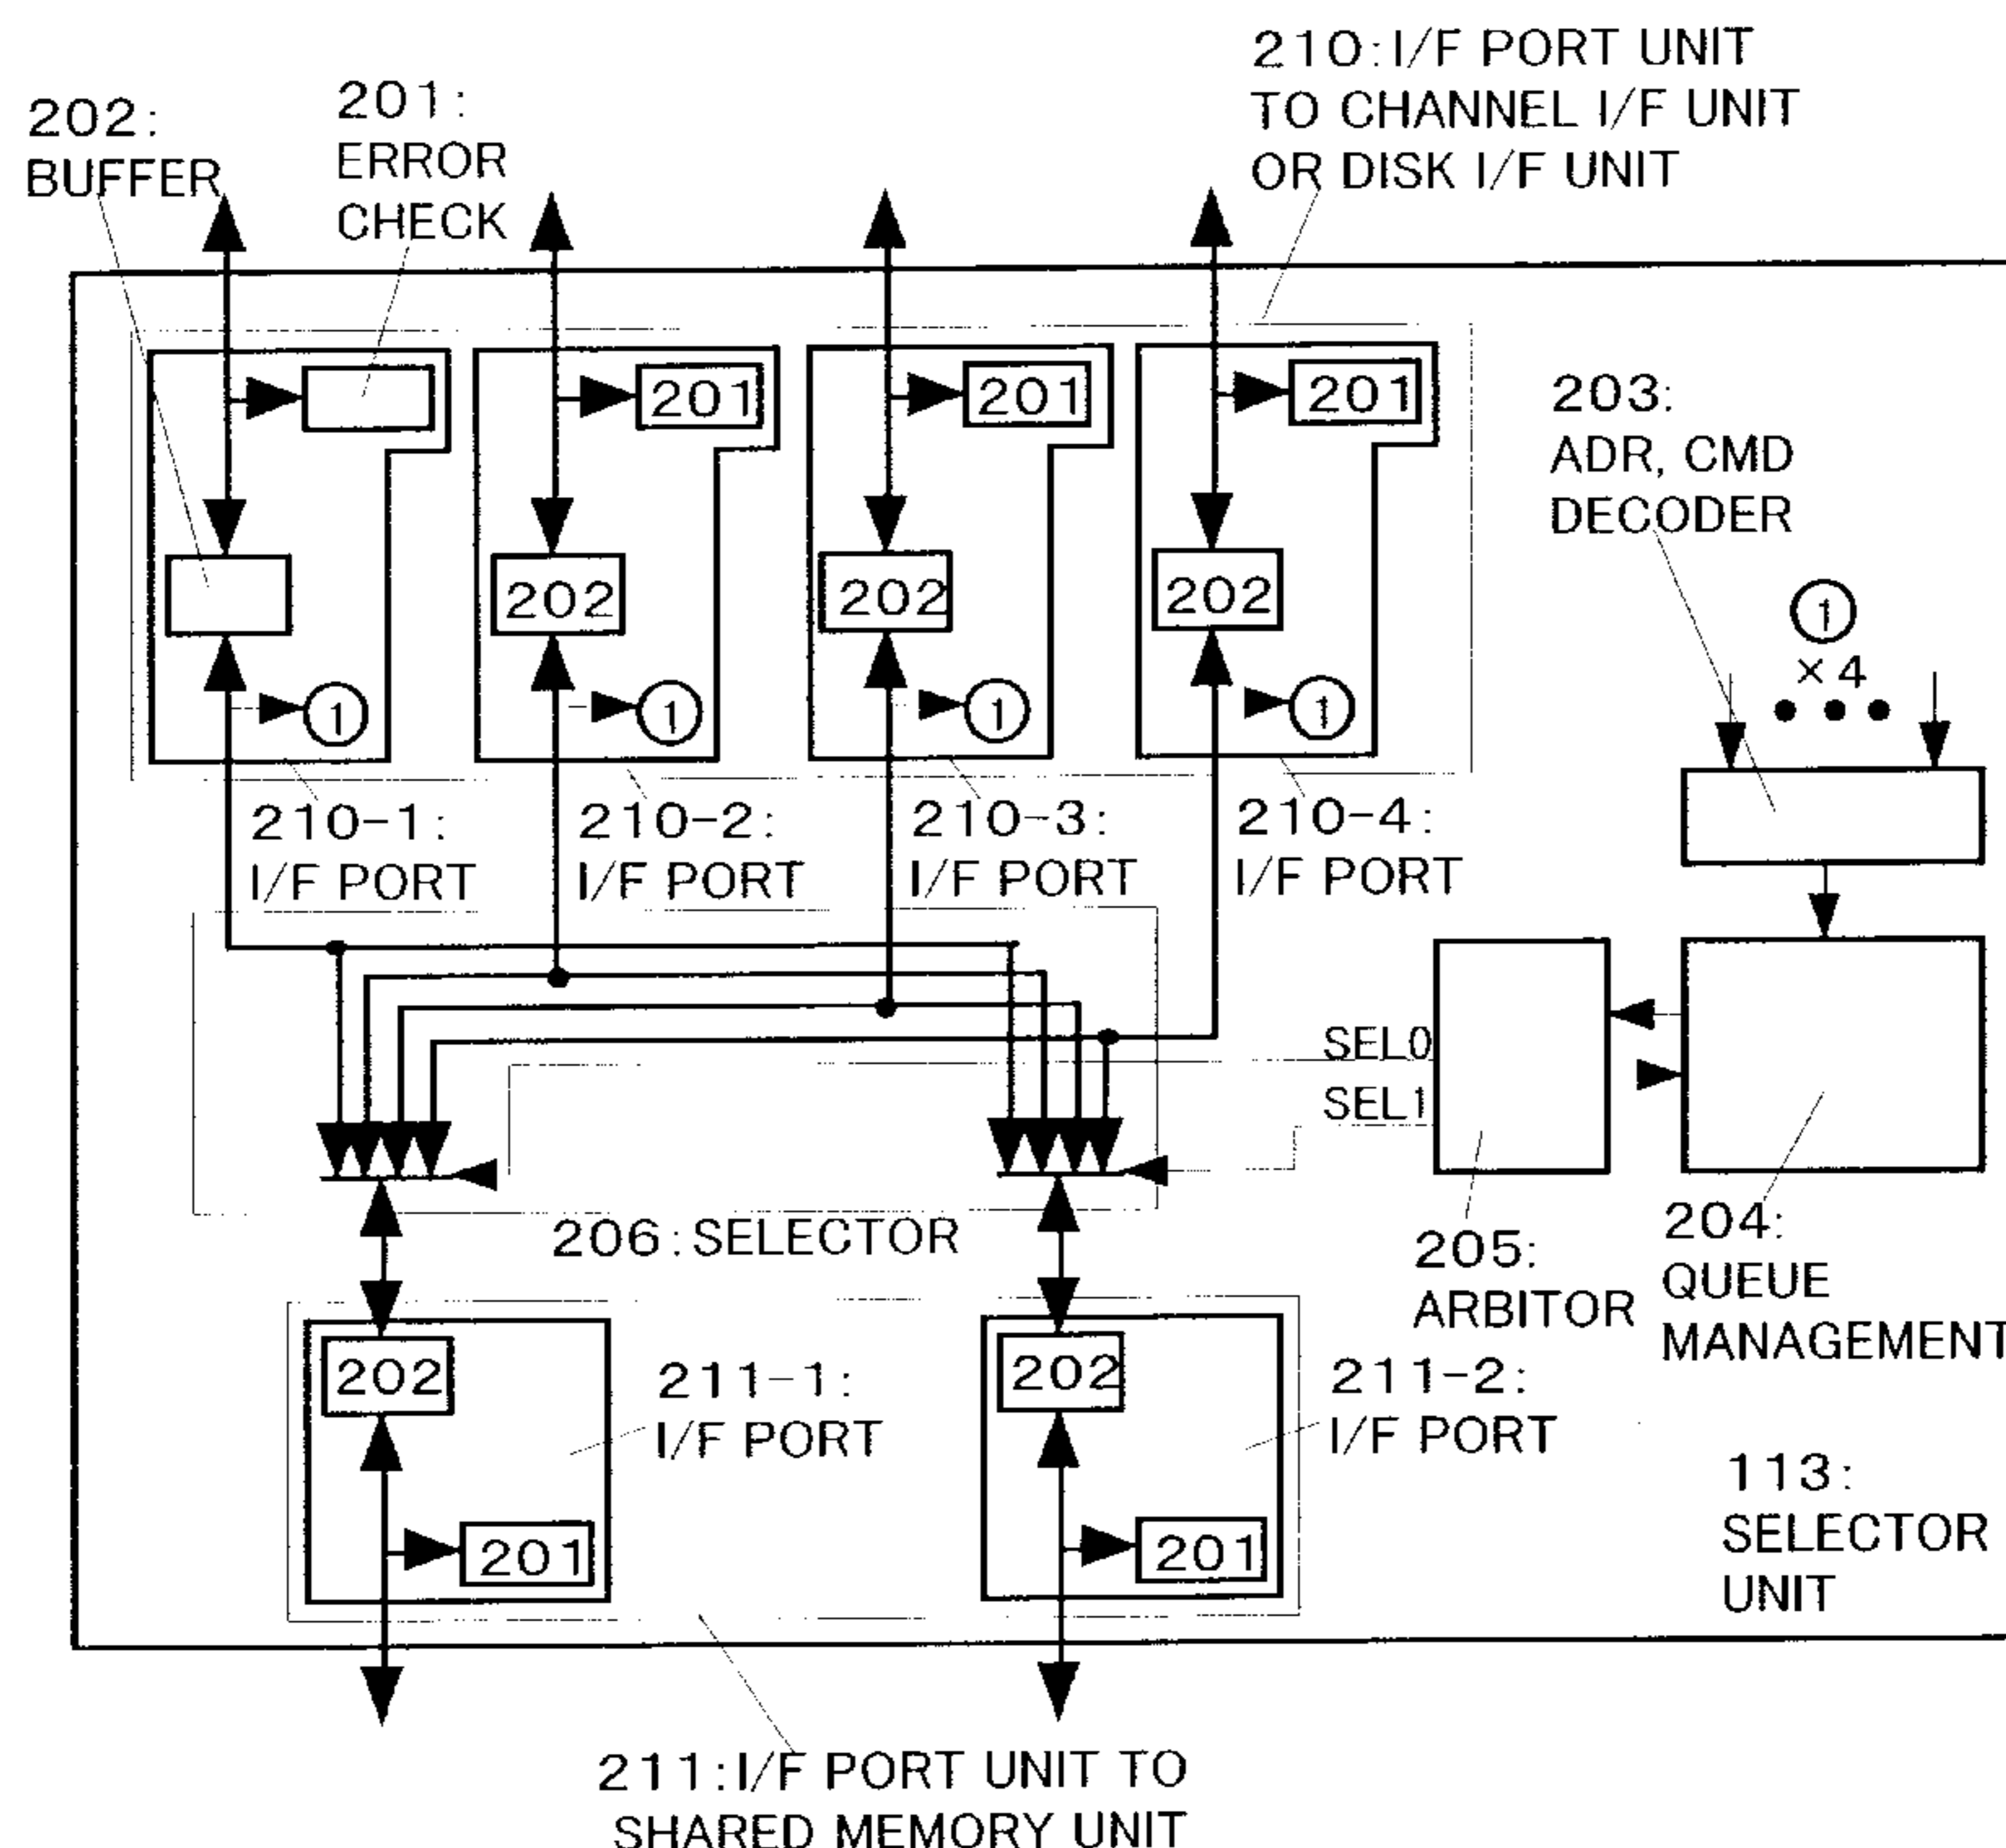 210:I/F PORT UNIT
TO CHANNEL I/F UNIT
OR DISK I/F UNIT
202:
BUFFER
201:
ERROR
CHECK
201
201
201
203:
ADR, CMD
DECODER
202
202
202
1
×4
1
1
1
1
210-1:
I/F PORT
210-2:
I/F PORT
210-3:
I/F PORT
210-4:
I/F PORT
SEL0
SEL1
206:SELECTOR
205:
ARBITOR
204:
QUEUE
MANAGEMENT
202
211-1:
I/F PORT
202
211-2:
I/F PORT
201
201
113:
SELECTOR
UNIT
211:I/F PORT UNIT TO
SHARED MEMORY UNIT